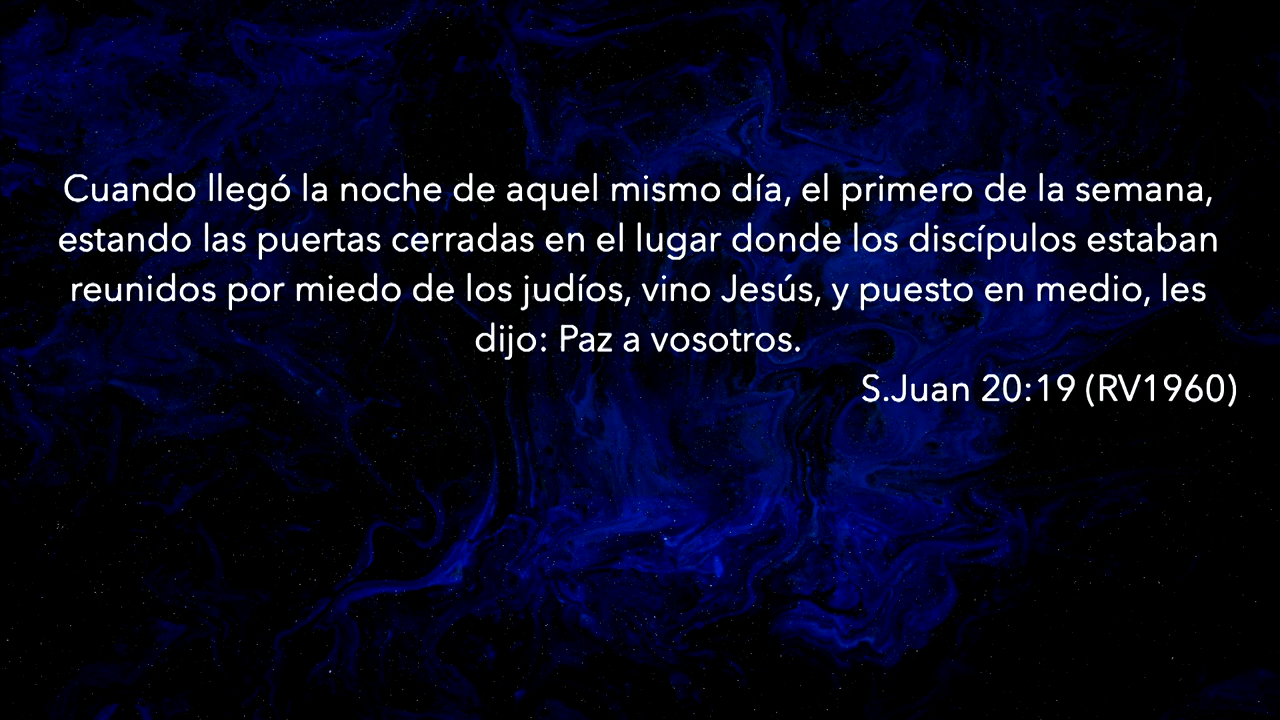 Cuando llegó la noche de aquel mismo día, el primero de la semana,
estando las puertas cerradas en el lugar donde los discípulos estaban
reunidos por miedo de los judíos, vino Jesús, y puesto en medio, les
dijo: Paz a vosotros.
S.Juan 20:19 (RV1960)